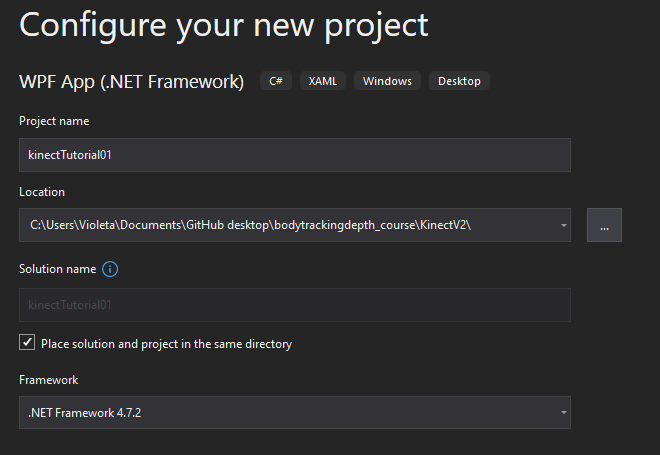 Configure your new project
WPF App (.NET Framework) C# XAML Windows Desktop
Project name
kinectTutorial01
Location
C:\Users\Violeta\Documents\GitHub desktop\bodytrackingdepth_course\KinectV2\ ...
Solution name
kinectTutorial01
Place solution and project in the same directory
Framework
.NET Framework 4.7.2